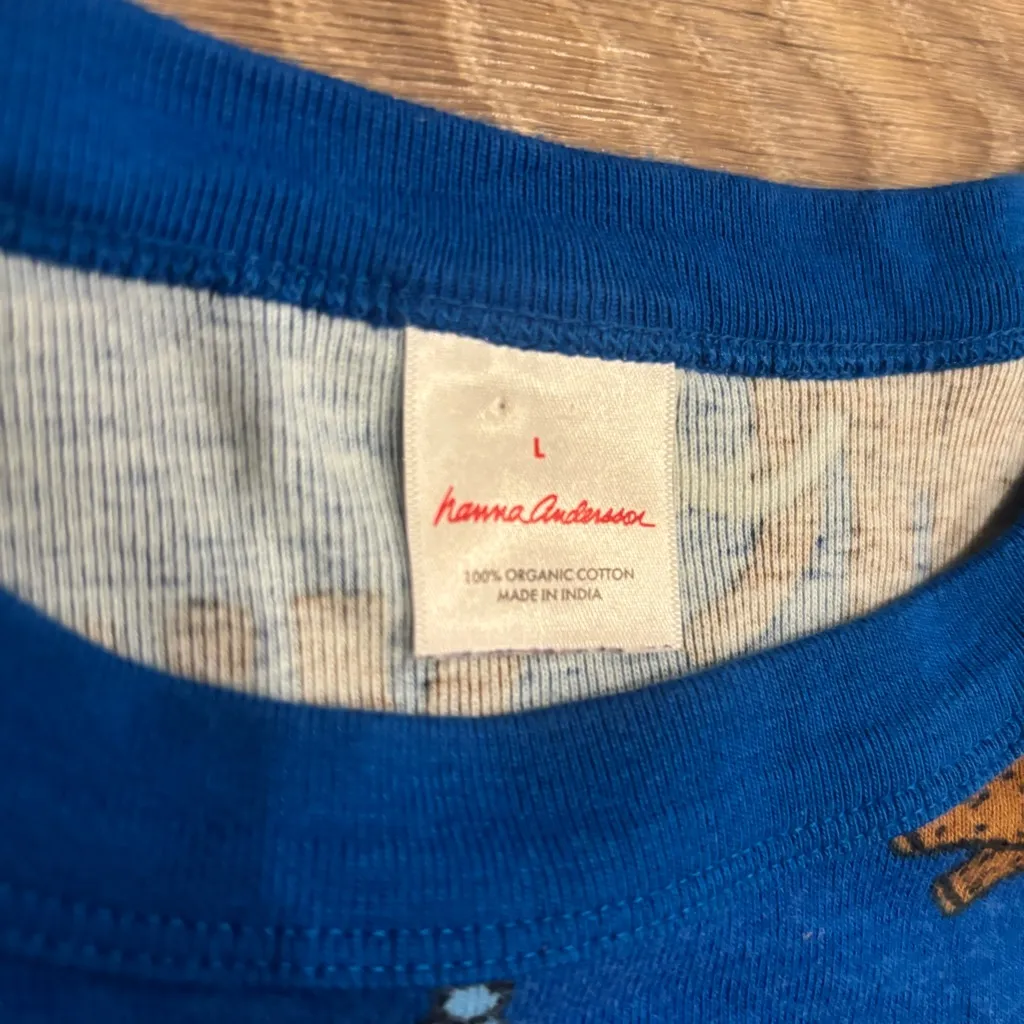 L
hanna Andersson
100% ORGANIC COTTON
MADE IN INDIA